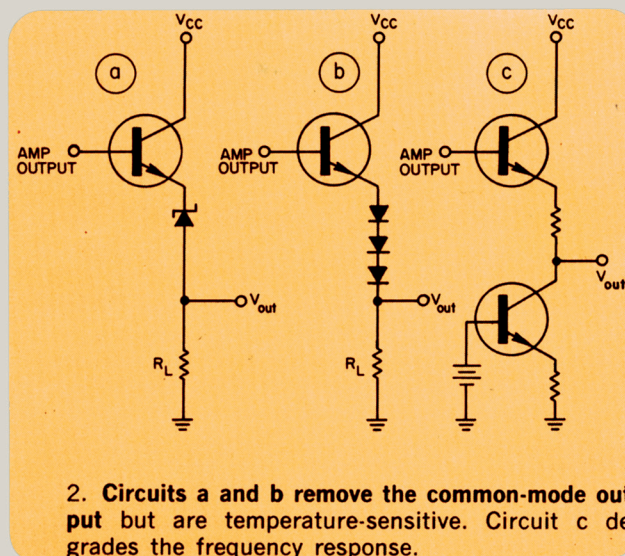 VCC
VCC
VCC
a
b
c
AMP
OUTPUT
AMP
OUTPUT
AMP
OUTPUT
Vout
Vout
Vout
RL
RL
2. Circuits a and b remove the common-mode out
put but are temperature-sensitive. Circuit c de
grades the frequency response.